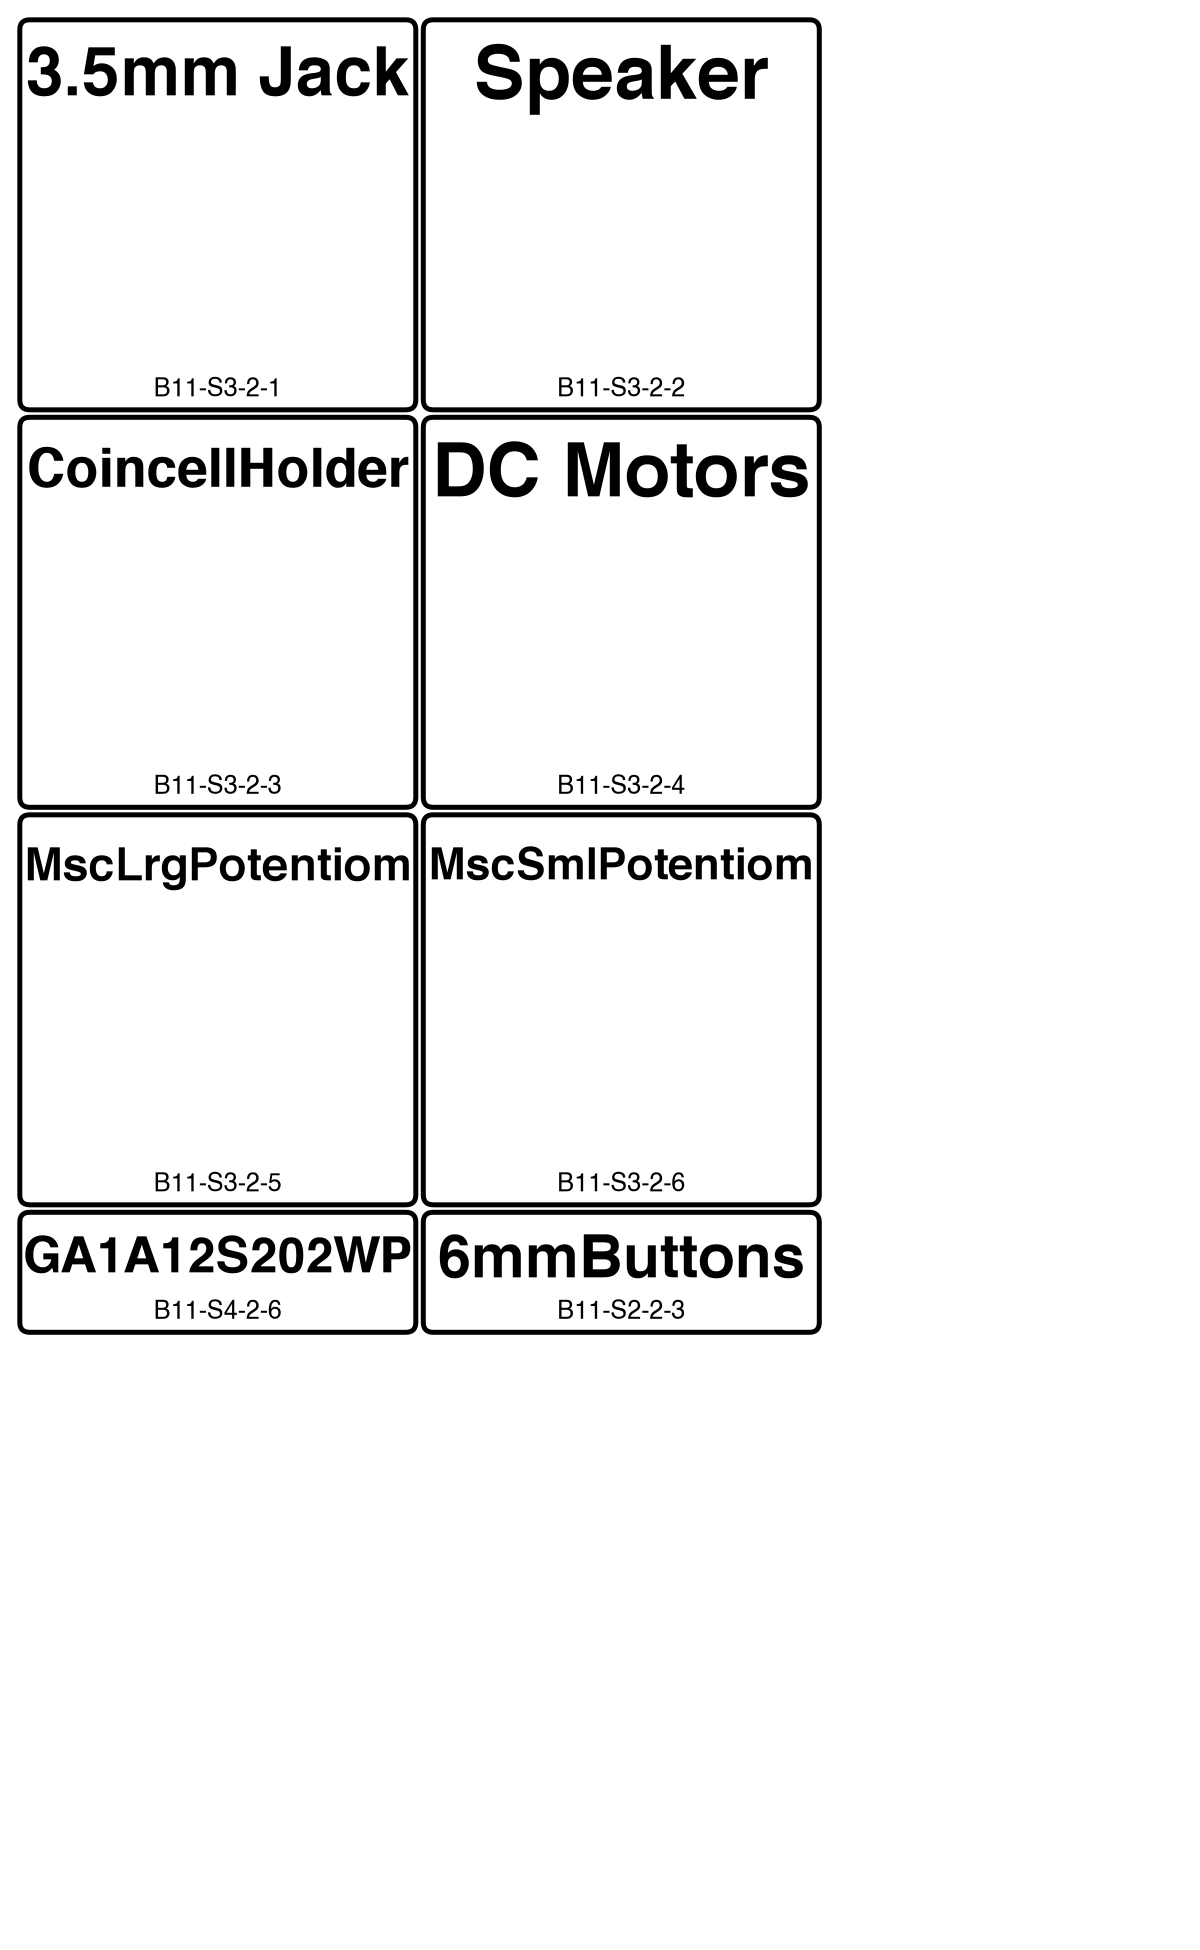 3.5mm Jack
B11-S3-2-1
Speaker
B11-S3-2-2
CoincellHolder
B11-S3-2-3
DC Motors
B11-S3-2-4
MscLrgPotentiom
B11-S3-2-5
MscSmlPotentiom
B11-S3-2-6
GA1A12S202WP
B11-S4-2-6
6mmButtons
B11-S2-2-3